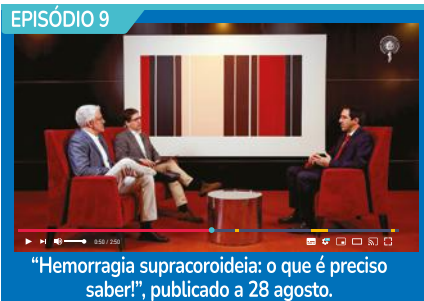 EPISÓDIO 9
0:50 / 2:50
“Hemorragia supracoroideia: o que é preciso
saber!”, publicado a 28 agosto.